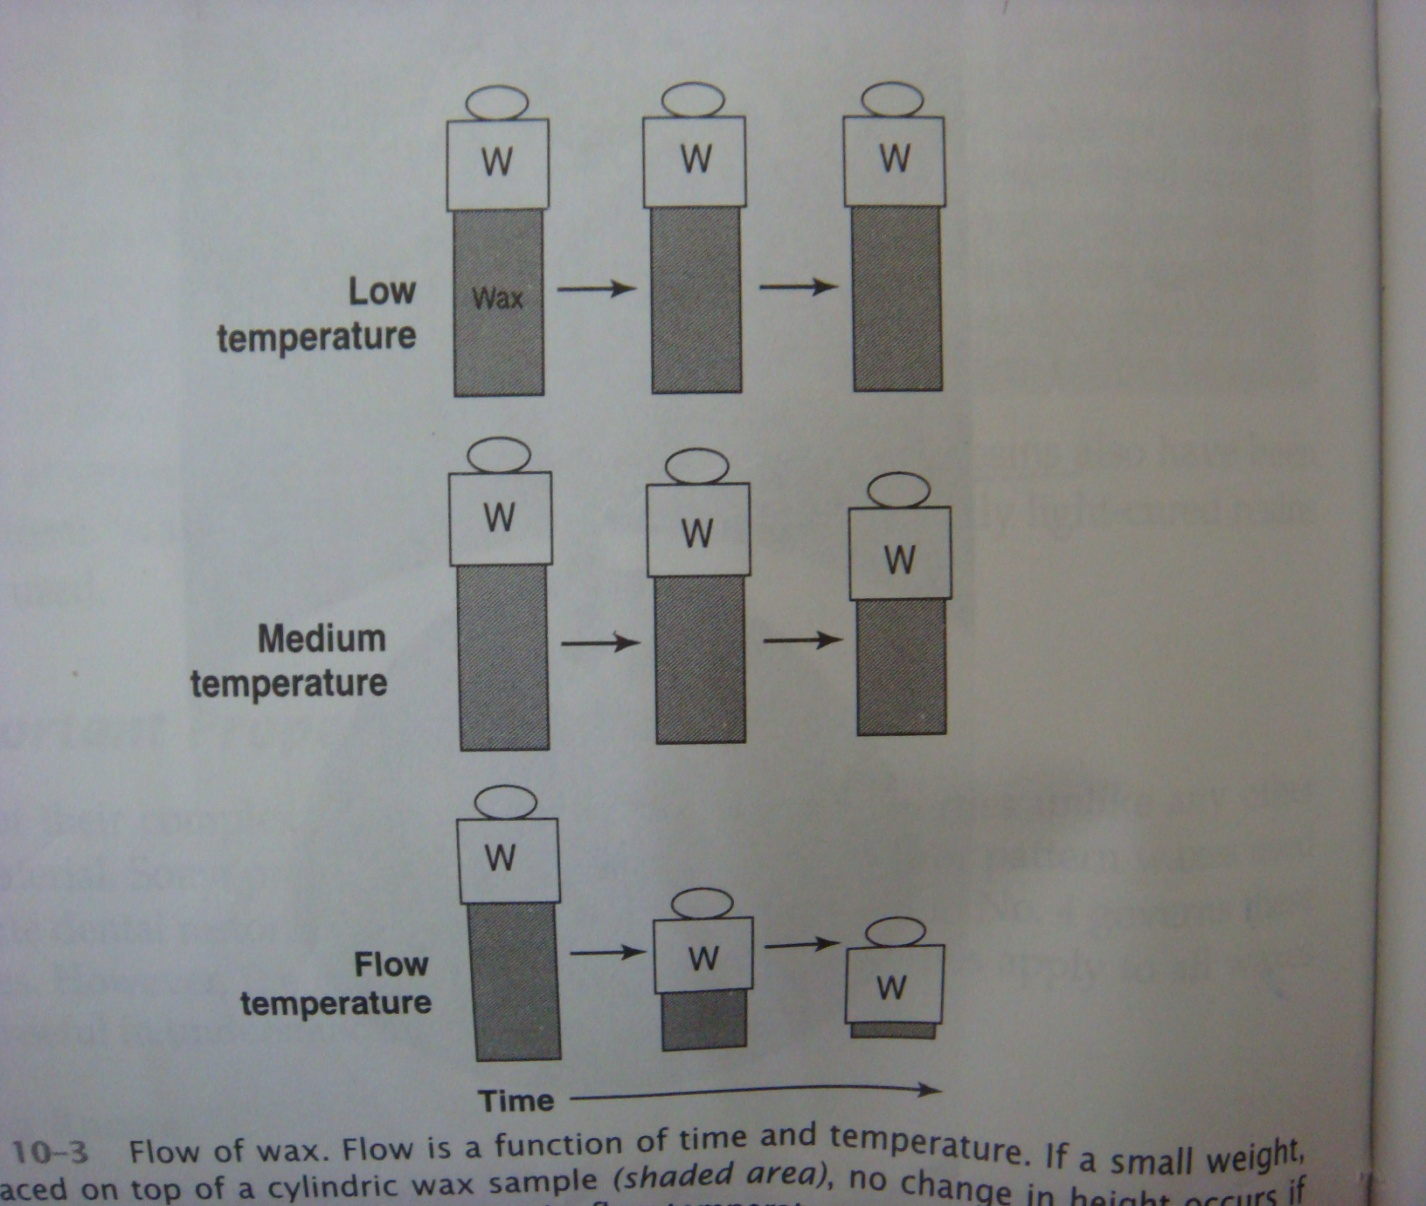 W W W
Wax
Low
temperature
W W W
Medium
temperature
W
W
W
Flow
temperature
Time
10–3 Flow of wax. Flow is a function of time and temperature. If a small weight,
aced on top of a cylindric wax sample (shaded area), no change in height occurs if